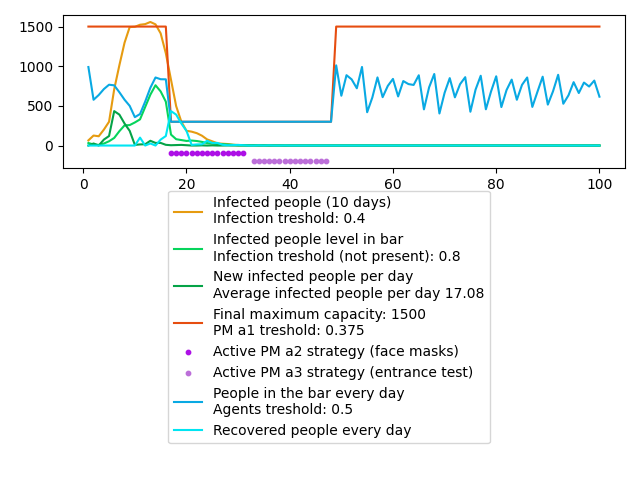 1500
1000
500
0
0 20 40 60 80 100
Infected people (10 days)
Infection treshold: 0.4
Infected people level in bar
Infection treshold (not present): 0.8
New infected people per day
Average infected people per day 17.08
Final maximum capacity: 1500
PM a1 treshold: 0.375
Active PM a2 strategy (face masks)
Active PM a3 strategy (entrance test)
People in the bar every day
Agents treshold: 0.5
Recovered people every day